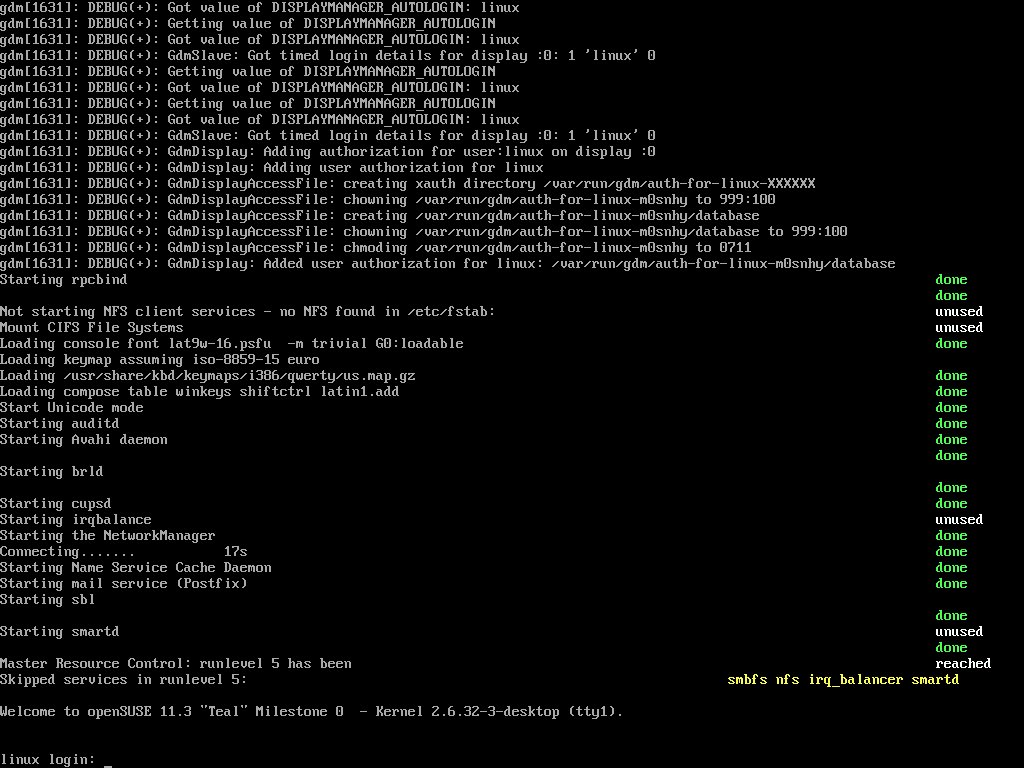 gdm[1631]: DEBUG(+): Got value of DISPLAYMANAGER_AUTOLOGIN: linux
gdm[1631]: DEBUG(+): Getting value of DISPLAYMANAGER_AUTOLOGIN
gdm[1631]: DEBUG(+): Got value of DISPLAYMANAGER_AUTOLOGIN: linux
gdm[1631]: DEBUG(+): GdmSlave: Got timed login details for display :0: 1 'linux' 0
gdm[1631]: DEBUG(+): Getting value of DISPLAYMANAGER_AUTOLOGIN
gdm[1631]: DEBUG(+): Got value of DISPLAYMANAGER_AUTOLOGIN: linux
gdm[1631]: DEBUG(+): Getting value of DISPLAYMANAGER_AUTOLOGIN
gdm[1631]: DEBUG(+): Got value of DISPLAYMANAGER_AUTOLOGIN: linux
gdm[1631]: DEBUG(+): GdmSlave: Got timed login details for display :0: 1 'linux' 0
gdm[1631]: DEBUG(+): GdmDisplay: Adding authorization for user:linux on display :0
gdm[1631]: DEBUG(+): GdmDisplay: Adding user authorization for linux
gdm[1631]: DEBUG(+): GdmDisplayAccessFile: creating xauth directory /var/run/gdm/auth-for-linux-XXXXXX
gdm[1631]: DEBUG(+): GdmDisplayAccessFile: chowning /var/run/gdm/auth-for-linux-m0snhy to 999:100
gdm[1631]: DEBUG(+): GdmDisplayAccessFile: creating /var/run/gdm/auth-for-linux-m0snhy/database
gdm[1631]: DEBUG(+): GdmDisplayAccessFile: chowning /var/run/gdm/auth-for-linux-m0snhy/database to 999:100
gdm[1631]: DEBUG(+): GdmDisplayAccessFile: chmoding /var/run/gdm/auth-for-linux-m0snhy to 0711
gdm[1631]: DEBUG(+): GdmDisplay: Added user authorization for linux: /var/run/gdm/auth-for-linux-m0snhy/database
Starting rpcbind done
done
Not starting NFS client services - no NFS found in /etc/fstab: unused
Mount CIFS File Systems unused
Loading console font lat9w-16.psfu  -m trivial G0:loadable done
Loading keymap assuming iso-8859-15 euro
Loading /usr/share/kbd/keymaps/i386/qwerty/us.map.gz done
Loading compose table winkeys shiftctrl latin1.add done
Start Unicode mode done
Starting auditd done
Starting Avahi daemon done
done
Starting brld
done
Starting cupsd done
Starting irqbalance unused
Starting the NetworkManager done
Connecting....... 17s done
Starting Name Service Cache Daemon done
Starting mail service (Postfix) done
Starting sbl
done
Starting smartd unused
done
Master Resource Control: runlevel 5 has been reached
Skipped services in runlevel 5: smbfs nfs irq_balancer smartd
Welcome to openSUSE 11.3 "Teal" Milestone 0  - Kernel 2.6.32-3-desktop (tty1).
linux login: _